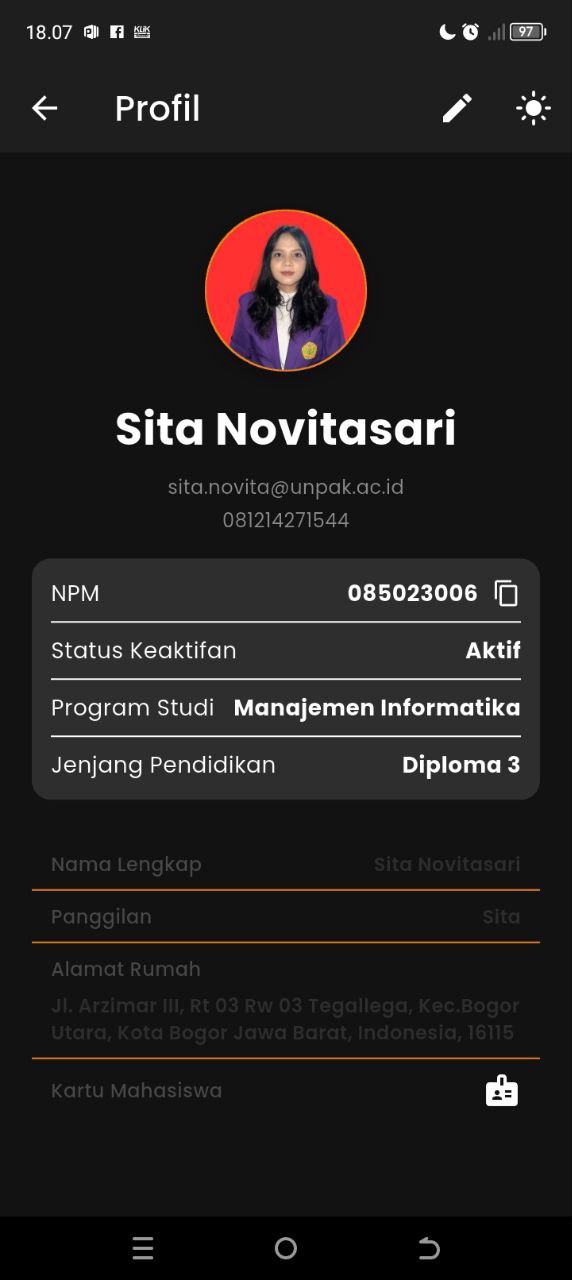 18.07
97
Profil
Sita Novitasari
sita.novita@unpak.ac.id
081214271544
NPM 085023006
Status Keaktifan Aktif
Program Studi Manajemen Informatika
Jenjang Pendidikan Diploma 3
Nama Lengkap Sita Novitasari
Panggilan Sita
Alamat Rumah
Jl. Arzimar III, Rt 03 Rw 03 Tegallega, Kec.Bogor
Utara, Kota Bogor Jawa Barat, Indonesia, 16115
Kartu Mahasiswa